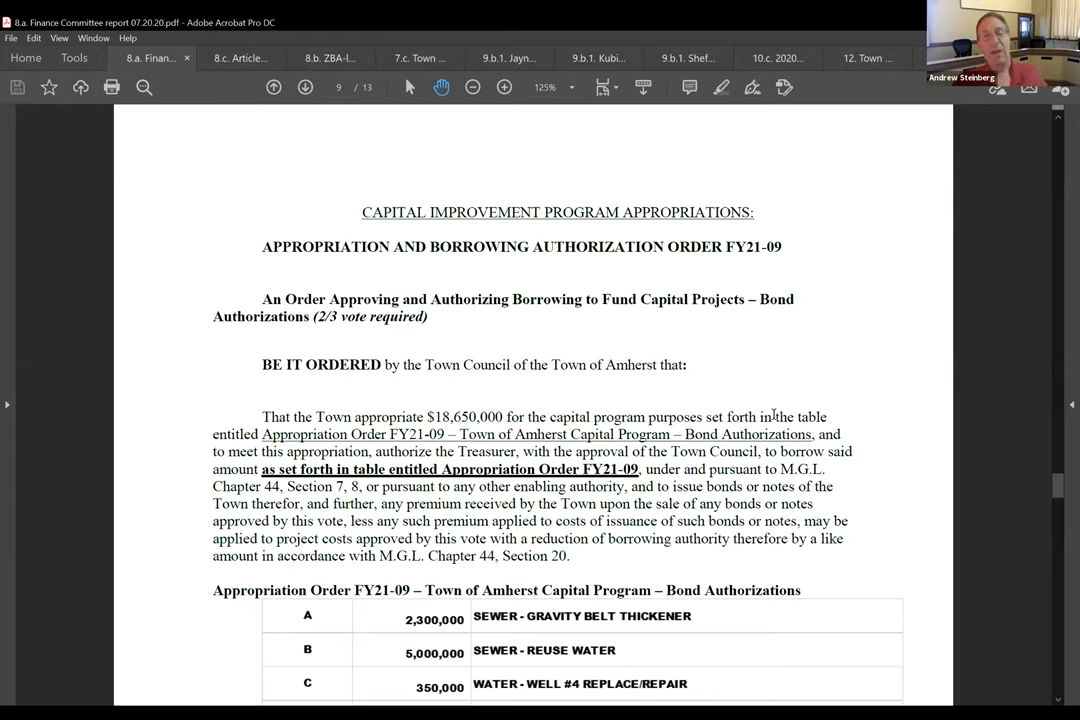 8.a. Finance Committee report 07.20.20.pdf - Adobe Acrobat Pro DC
File Edit View Window Help
Home Tools 8.a. Finan... × 8.c. Article... 8.b. ZBA-l... 7.c. Town ... 9.b.1. Jayn... 9.b.1. Kubi... 9.b.1. Shef... 10.c. 2020... 12. Town ...
9 / 13 125%
Andrew Steinberg
CAPITAL IMPROVEMENT PROGRAM APPROPRIATIONS:
APPROPRIATION AND BORROWING AUTHORIZATION ORDER FY21-09
An Order Approving and Authorizing Borrowing to Fund Capital Projects – Bond
Authorizations (2/3 vote required)
BE IT ORDERED by the Town Council of the Town of Amherst that:
That the Town appropriate $18,650,000 for the capital program purposes set forth in the table
entitled Appropriation Order FY21-09 – Town of Amherst Capital Program – Bond Authorizations, and
to meet this appropriation, authorize the Treasurer, with the approval of the Town Council, to borrow said
amount as set forth in table entitled Appropriation Order FY21-09, under and pursuant to M.G.L.
Chapter 44, Section 7, 8, or pursuant to any other enabling authority, and to issue bonds or notes of the
Town therefor, and further, any premium received by the Town upon the sale of any bonds or notes
approved by this vote, less any such premium applied to costs of issuance of such bonds or notes, may be
applied to project costs approved by this vote with a reduction of borrowing authority therefore by a like
amount in accordance with M.G.L. Chapter 44, Section 20.
Appropriation Order FY21-09 – Town of Amherst Capital Program – Bond Authorizations
A 2,300,000 SEWER - GRAVITY BELT THICKENER
B 5,000,000 SEWER - REUSE WATER
C 350,000 WATER - WELL #4 REPLACE/REPAIR